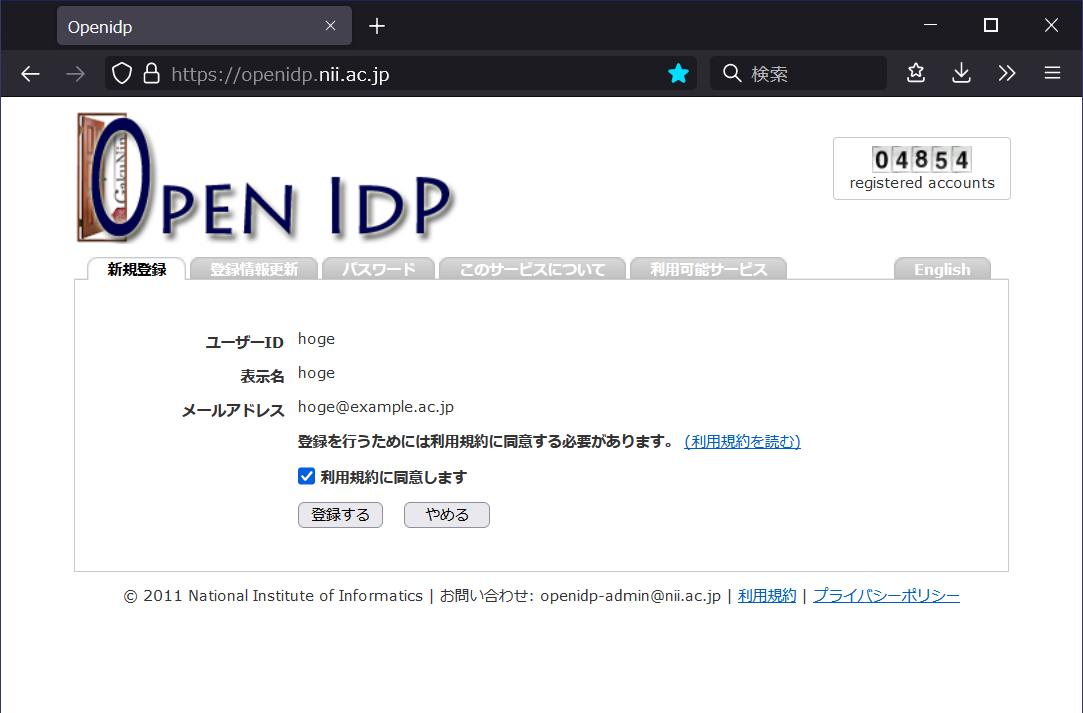 Openidp
https://openidp.nii.ac.jp
検索
GakuNin
OPEN IDP
04854
registered accounts
新規登録 登録情報更新 パスワード このサービスについて 利用可能サービス English
ユーザーID hoge
表示名 hoge
メールアドレス hoge@example.ac.jp
登録を行うためには利用規約に同意する必要があります。 (利用規約を読む)
利用規約に同意します
登録する やめる
© 2011 National Institute of Informatics | お問い合わせ: openidp-admin@nii.ac.jp | 利用規約 | プライバシーポリシー